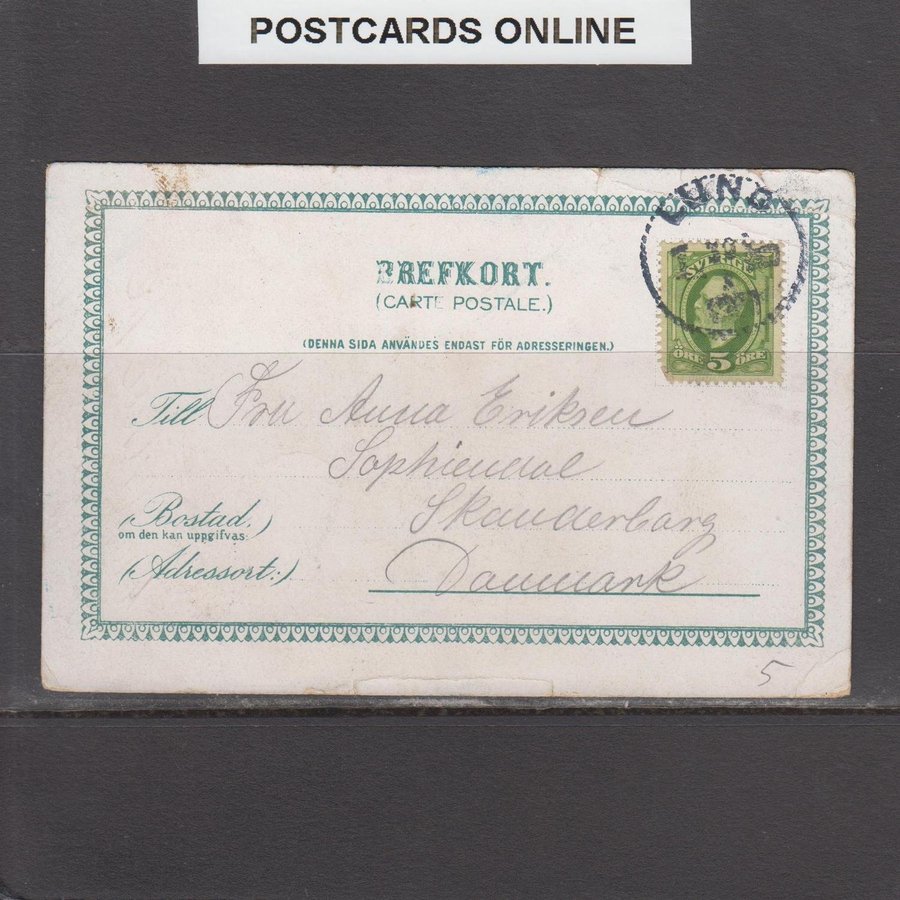 POSTCARDS ONLINE
LUND
SVERIGE
BREFKORT.
(CARTE POSTALE.)
(DENNA SIDA ANVÄNDES ENDAST FÖR ADRESSERINGEN.)
ÖRE 5 ÖRE
Till Fru Anna Eriksen
Sophiendal
(Bostad,) Skanderborg
om den kan uppgifvas:
(Adressort:) Danmark
5